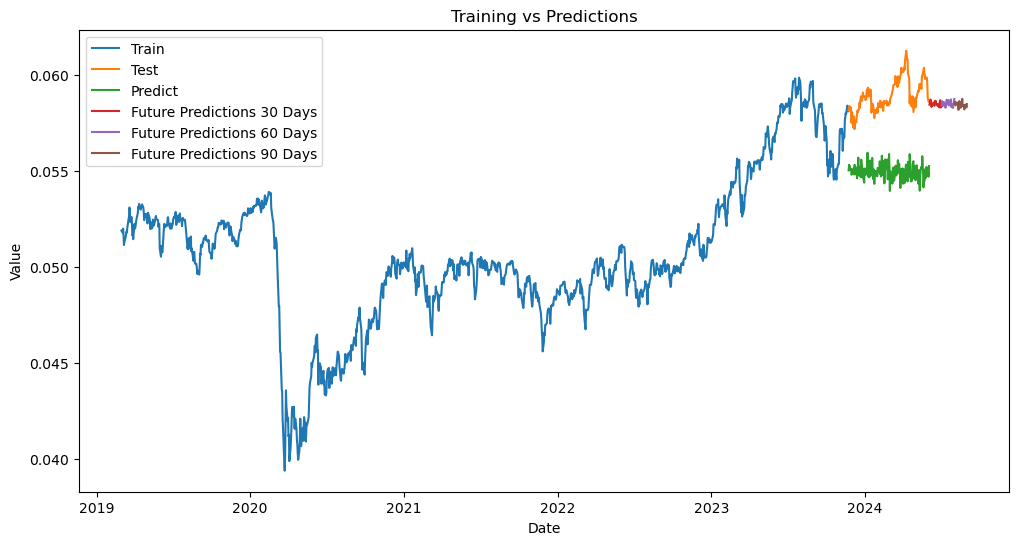 Training vs Predictions
Train
Test
Predict
Future Predictions 30 Days
Future Predictions 60 Days
Future Predictions 90 Days
0.060
0.055
0.050
0.045
0.040
Value
2019
2020
2021
2022
2023
2024
Date